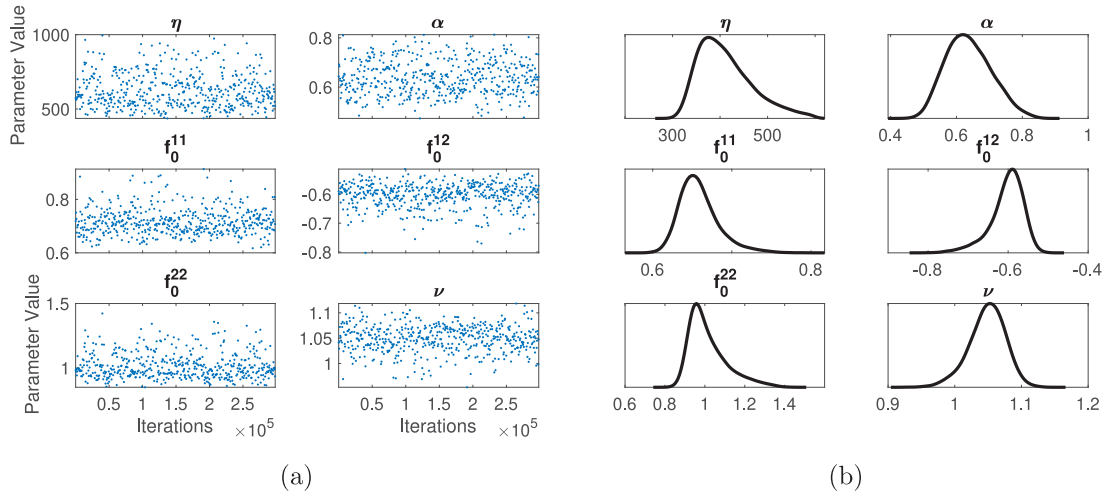 η α η α
Parameter Value 1000 500 0.8 0.6
300 500 0.4 0.6 0.8 1
f₀¹¹ f₀¹² f₀¹¹ f₀¹²
0.8 0.6 -0.6 -0.7 -0.8
0.6 0.8 -0.8 -0.6 -0.4
f₀²² ν f₀²² ν
Parameter Value 1.5 1 1.1 1.05 1
0.5 1 1.5 2 2.5 0.5 1 1.5 2 2.5 0.6 0.8 1 1.2 1.4 0.9 1 1.1 1.2
Iterations ×10⁵ Iterations ×10⁵
(a) (b)